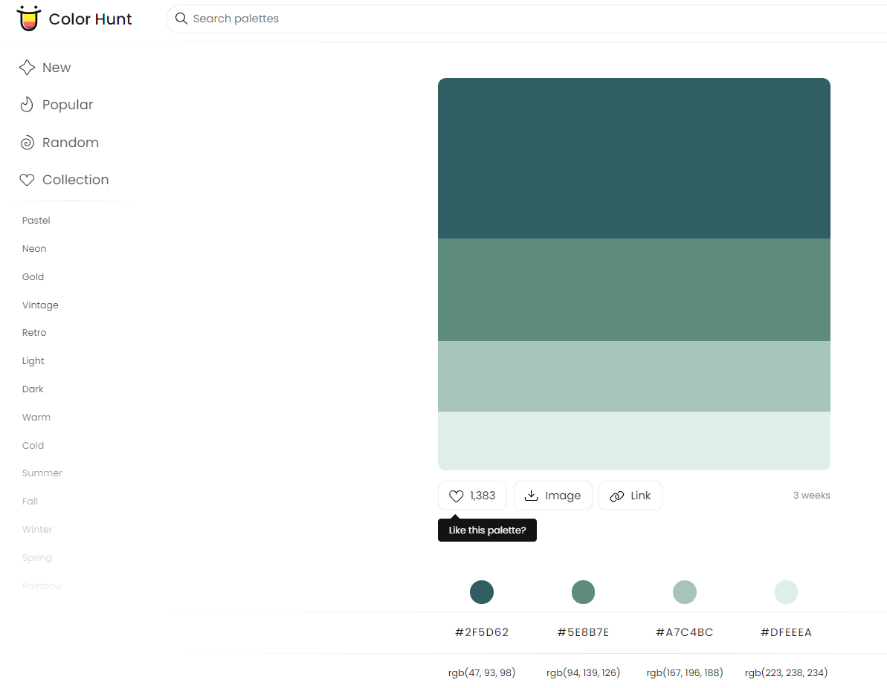 Color Hunt
Search palettes
New
Popular
Random
Collection
Pastel
Neon
Gold
Vintage
Retro
Light
Dark
Warm
Cold
Summer
Fall
Winter
Spring
Rainbow
1,383
Image
Link
3 weeks
Like this palette?
#2F5D62 #5E8B7E #A7C4BC #DFEEEA
rgb(47, 93, 98) rgb(94, 139, 126) rgb(167, 196, 188) rgb(223, 238, 234)